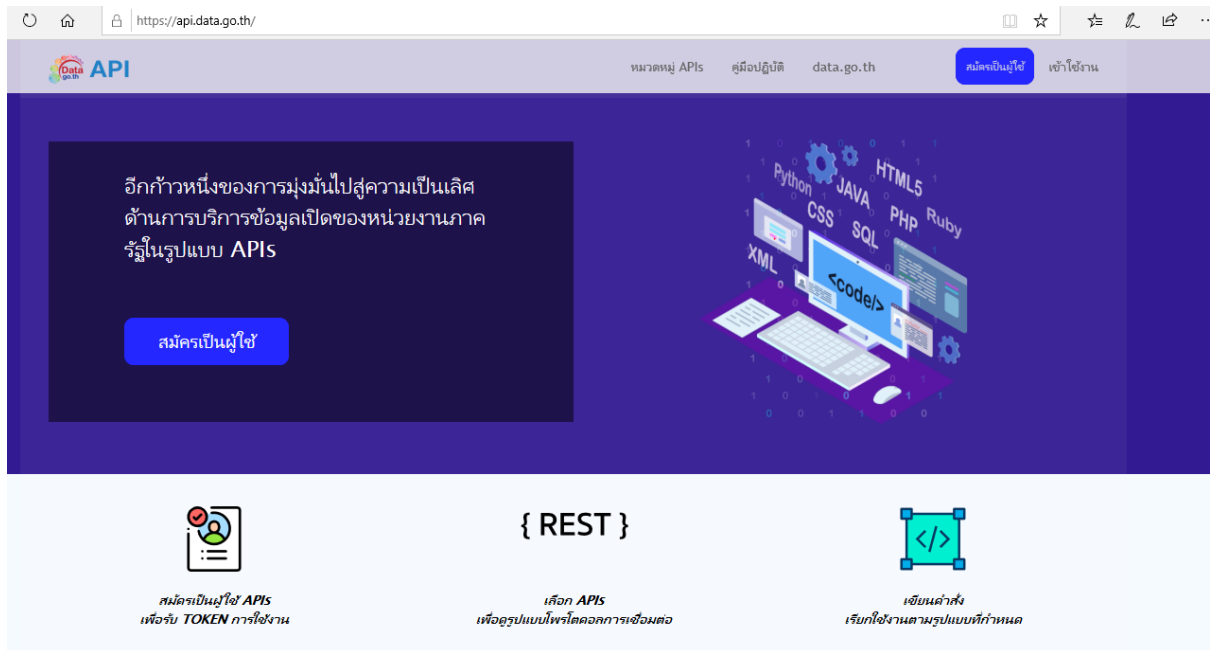 https://api.data.go.th/
Data go.th API
หมวดหมู่ APIs
คู่มือปฏิบัติ
data.go.th
สมัครเป็นผู้ใช้
เข้าใช้งาน
อีกก้าวหนึ่งของการมุ่งมั่นไปสู่ความเป็นเลิศ
ด้านการบริการข้อมูลเปิดของหน่วยงานภาค
รัฐในรูปแบบ APIs
สมัครเป็นผู้ใช้
Python
JAVA
HTML5
CSS
SQL
PHP
Ruby
XML
<code/>
{ REST }
</>
สมัครเป็นผู้ใช้ APIs
เพื่อรับ TOKEN การใช้งาน
เลือก APIs
เพื่อดูรูปแบบโพรโตคอลการเชื่อมต่อ
เขียนคำสั่ง
เรียกใช้งานตามรูปแบบที่กำหนด